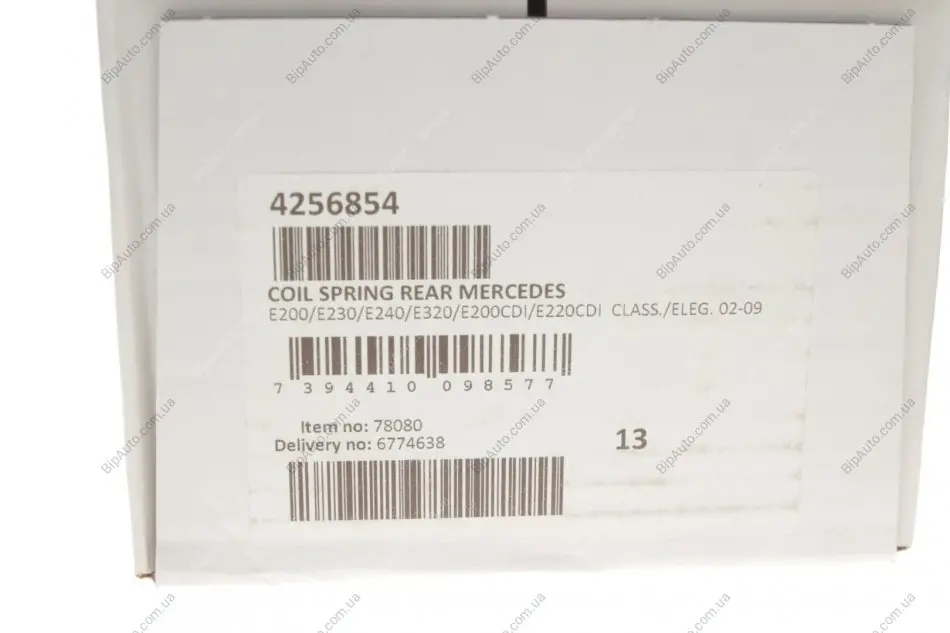 4256854
COIL SPRING REAR MERCEDES
E200/E230/E240/E320/E200CDI/E220CDI CLASS./ELEG. 02-09
7 394410 098577
Item no: 78080
Delivery no: 6774638
13
BipAuto.com.ua